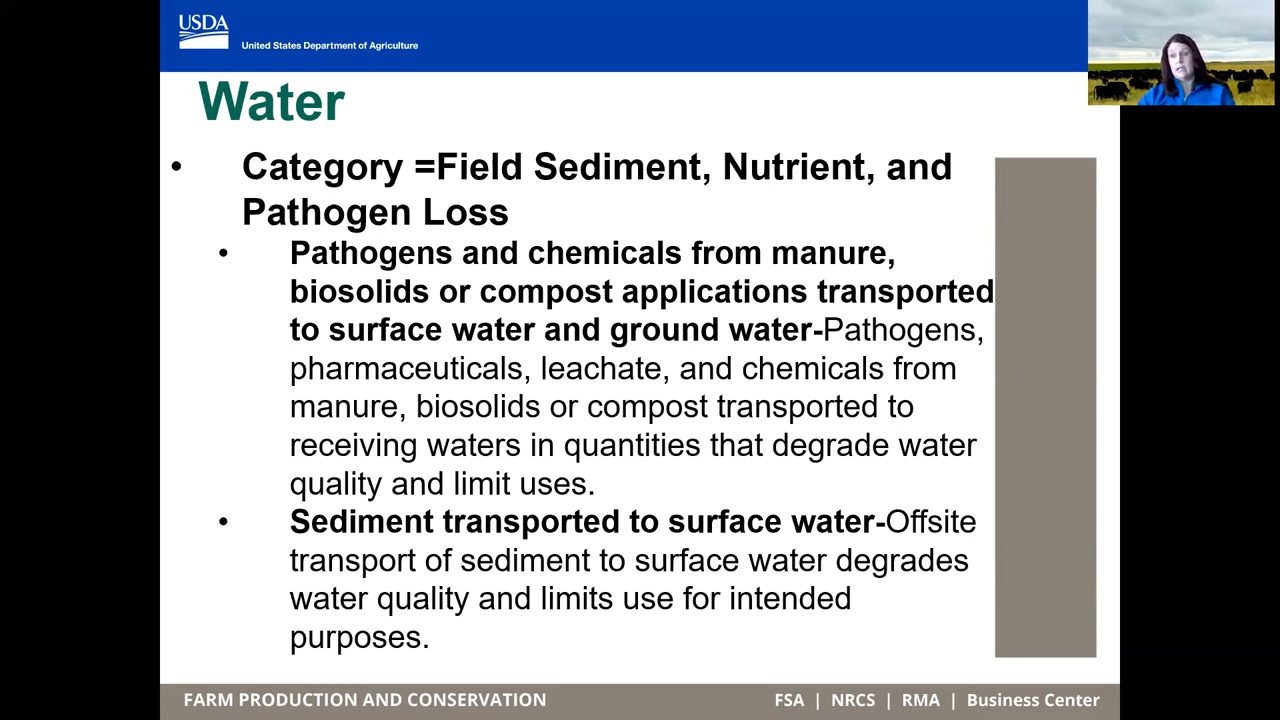 USDA
United States Department of Agriculture
Water
• Category =Field Sediment, Nutrient, and
Pathogen Loss
• Pathogens and chemicals from manure,
biosolids or compost applications transported
to surface water and ground water-Pathogens,
pharmaceuticals, leachate, and chemicals from
manure, biosolids or compost transported to
receiving waters in quantities that degrade water
quality and limit uses.
• Sediment transported to surface water-Offsite
transport of sediment to surface water degrades
water quality and limits use for intended
purposes.
FARM PRODUCTION AND CONSERVATION
FSA | NRCS | RMA | Business Center